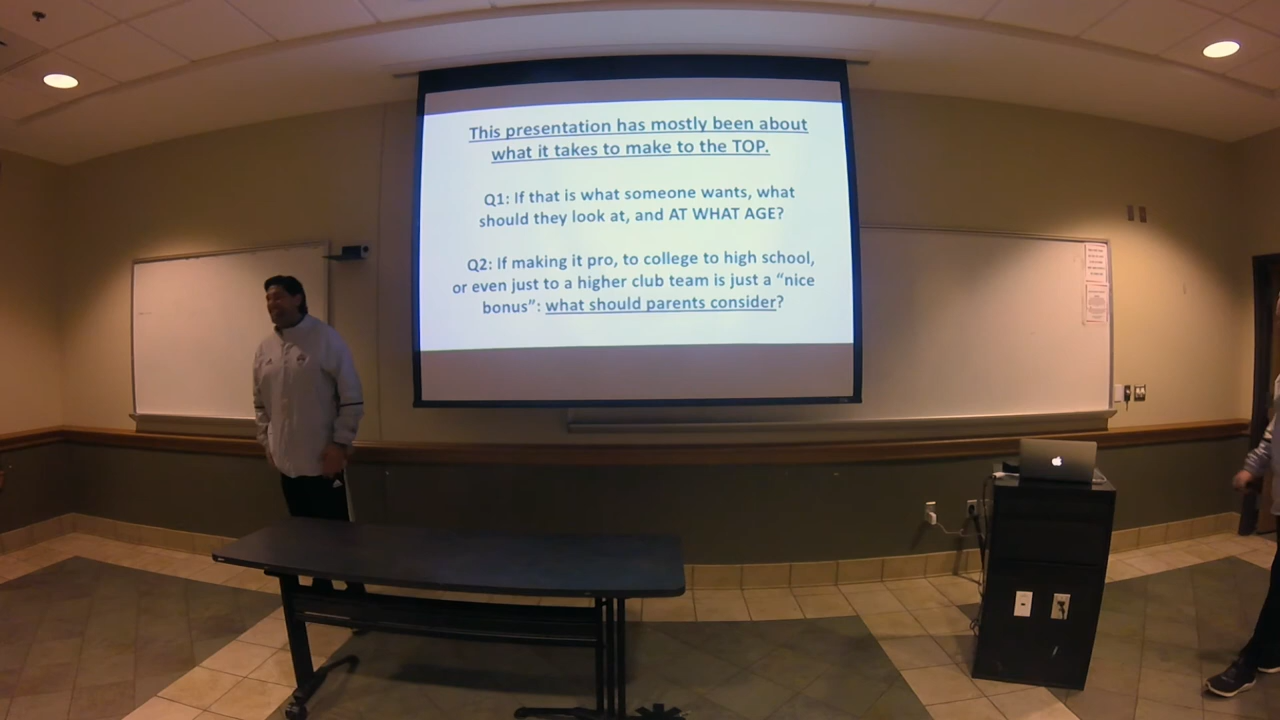 This presentation has mostly been about
what it takes to make to the TOP.
Q1: If that is what someone wants, what
should they look at, and AT WHAT AGE?
Q2: If making it pro, to college to high school,
or even just to a higher club team is just a “nice
bonus”: what should parents consider?